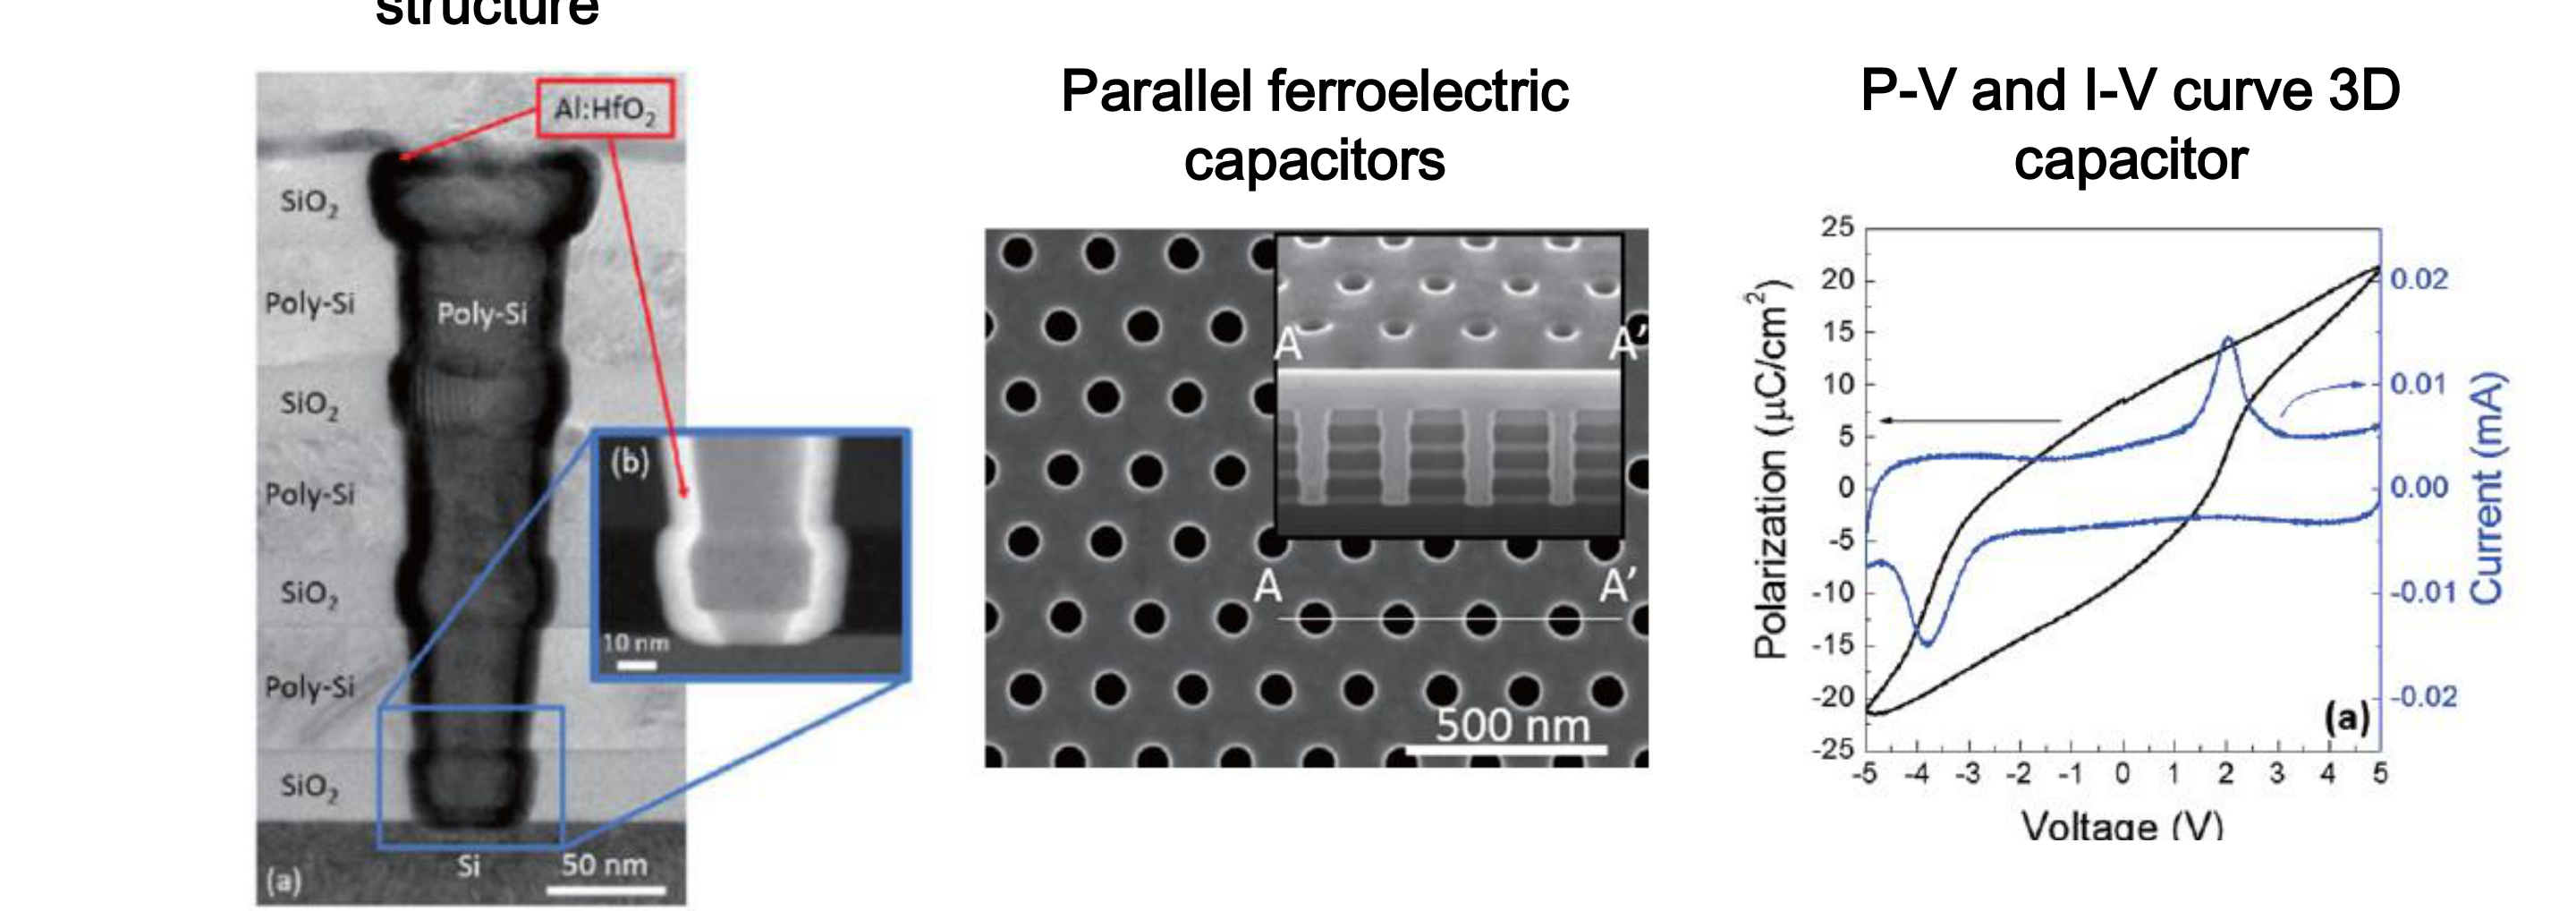 structure
Al:HfO2
SiO2
Poly-Si
Poly-Si
SiO2
Poly-Si
SiO2
Poly-Si
SiO2
Si
50 nm
(a)
(b)
10 nm
Parallel ferroelectric
capacitors
A
A'
A
A'
500 nm
P-V and I-V curve 3D
capacitor
Polarization (μC/cm2)
25
20
15
10
5
0
-5
-10
-15
-20
-25
-5 -4 -3 -2 -1 0 1 2 3 4 5
Voltage (V)
0.02
0.01
0.00
-0.01
-0.02
Current (mA)
(a)